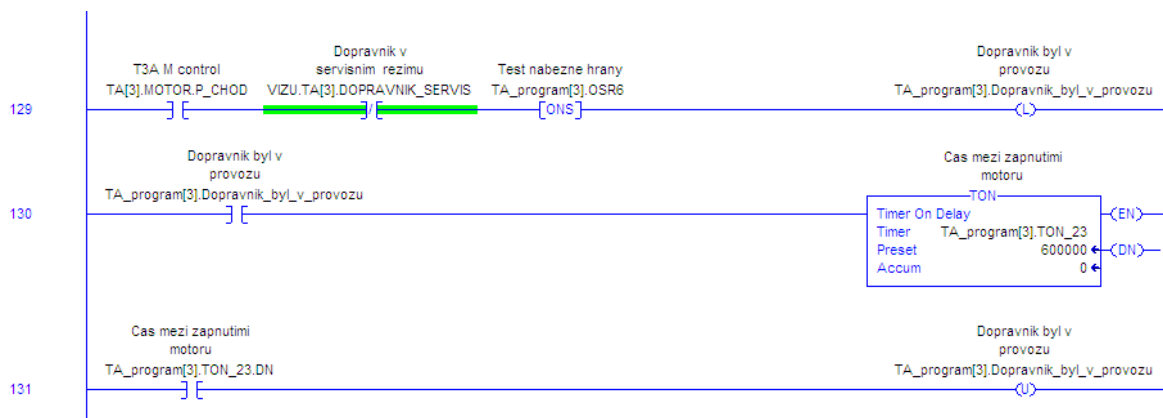 Dopravnik v
T3A M control
servisnim rezimu
Test nabezne hrany
Dopravnik byl v
provozu
TA[3].MOTOR.P_CHOD
VIZU.TA[3].DOPRAVNIK_SERVIS
TA_program[3].OSR6
TA_program[3].Dopravnik_byl_v_provozu
129
/
ONS
L
Dopravnik byl v
provozu
TA_program[3].Dopravnik_byl_v_provozu
Cas mezi zapnutimi
motoru
130
TON
Timer On Delay
EN
Timer TA_program[3].TON_23
Preset 600000
DN
Accum 0
Cas mezi zapnutimi
motoru
TA_program[3].TON_23.DN
Dopravnik byl v
provozu
TA_program[3].Dopravnik_byl_v_provozu
131
U